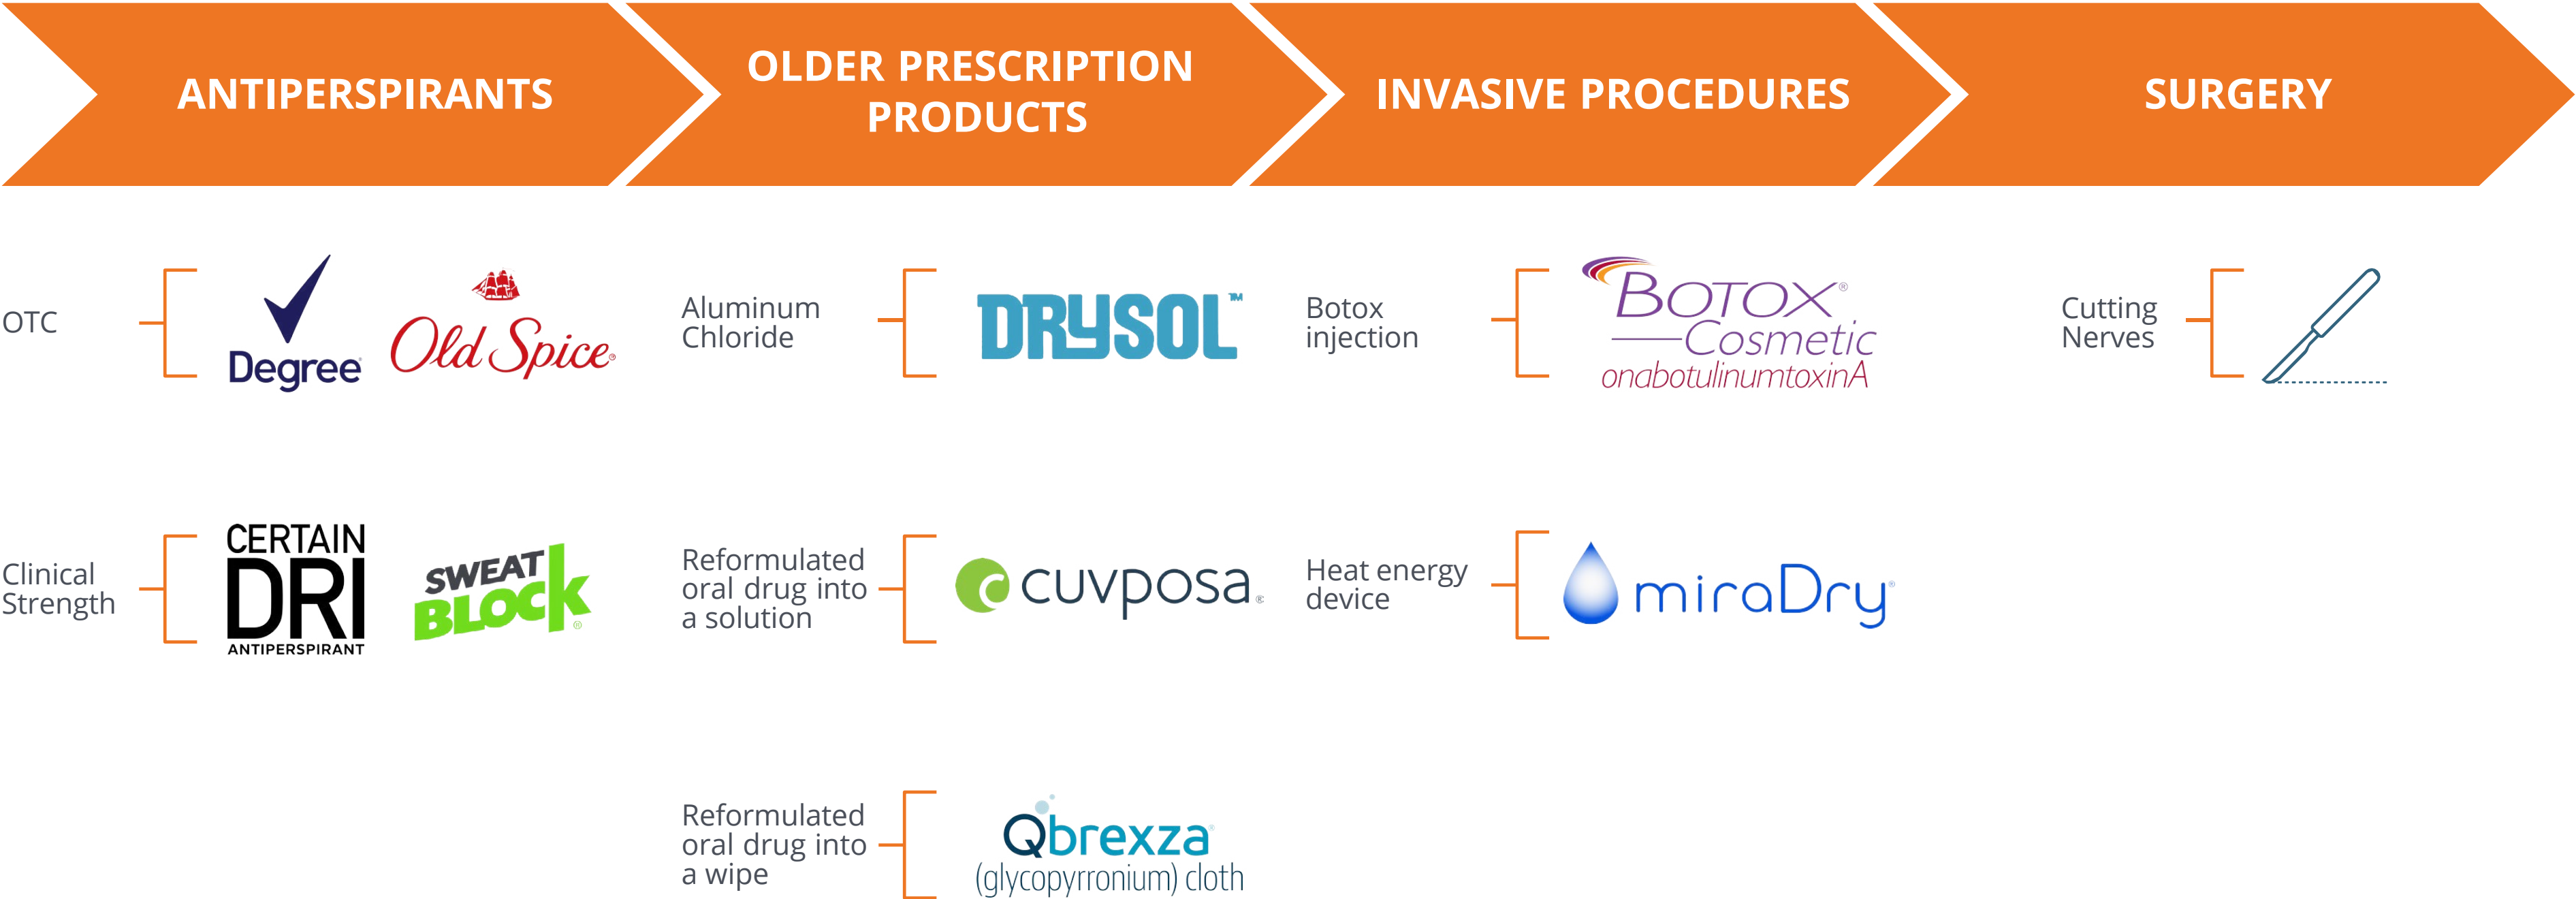 ANTIPERSPIRANTS
OLDER PRESCRIPTION
PRODUCTS
INVASIVE PROCEDURES
SURGERY
OTC
Degree
Old Spice®
Aluminum
Chloride
DRYSOL™
Botox
injection
BOTOX®
Cosmetic
onabotulinumtoxinA
Cutting
Nerves
Clinical
Strength
CERTAIN
DRI
ANTIPERSPIRANT
SWEAT
BLOCK®
Reformulated
oral drug into
a solution
cuvposa®
Heat energy
device
miraDry®
Reformulated
oral drug into
a wipe
Qbrexza®
(glycopyrronium) cloth